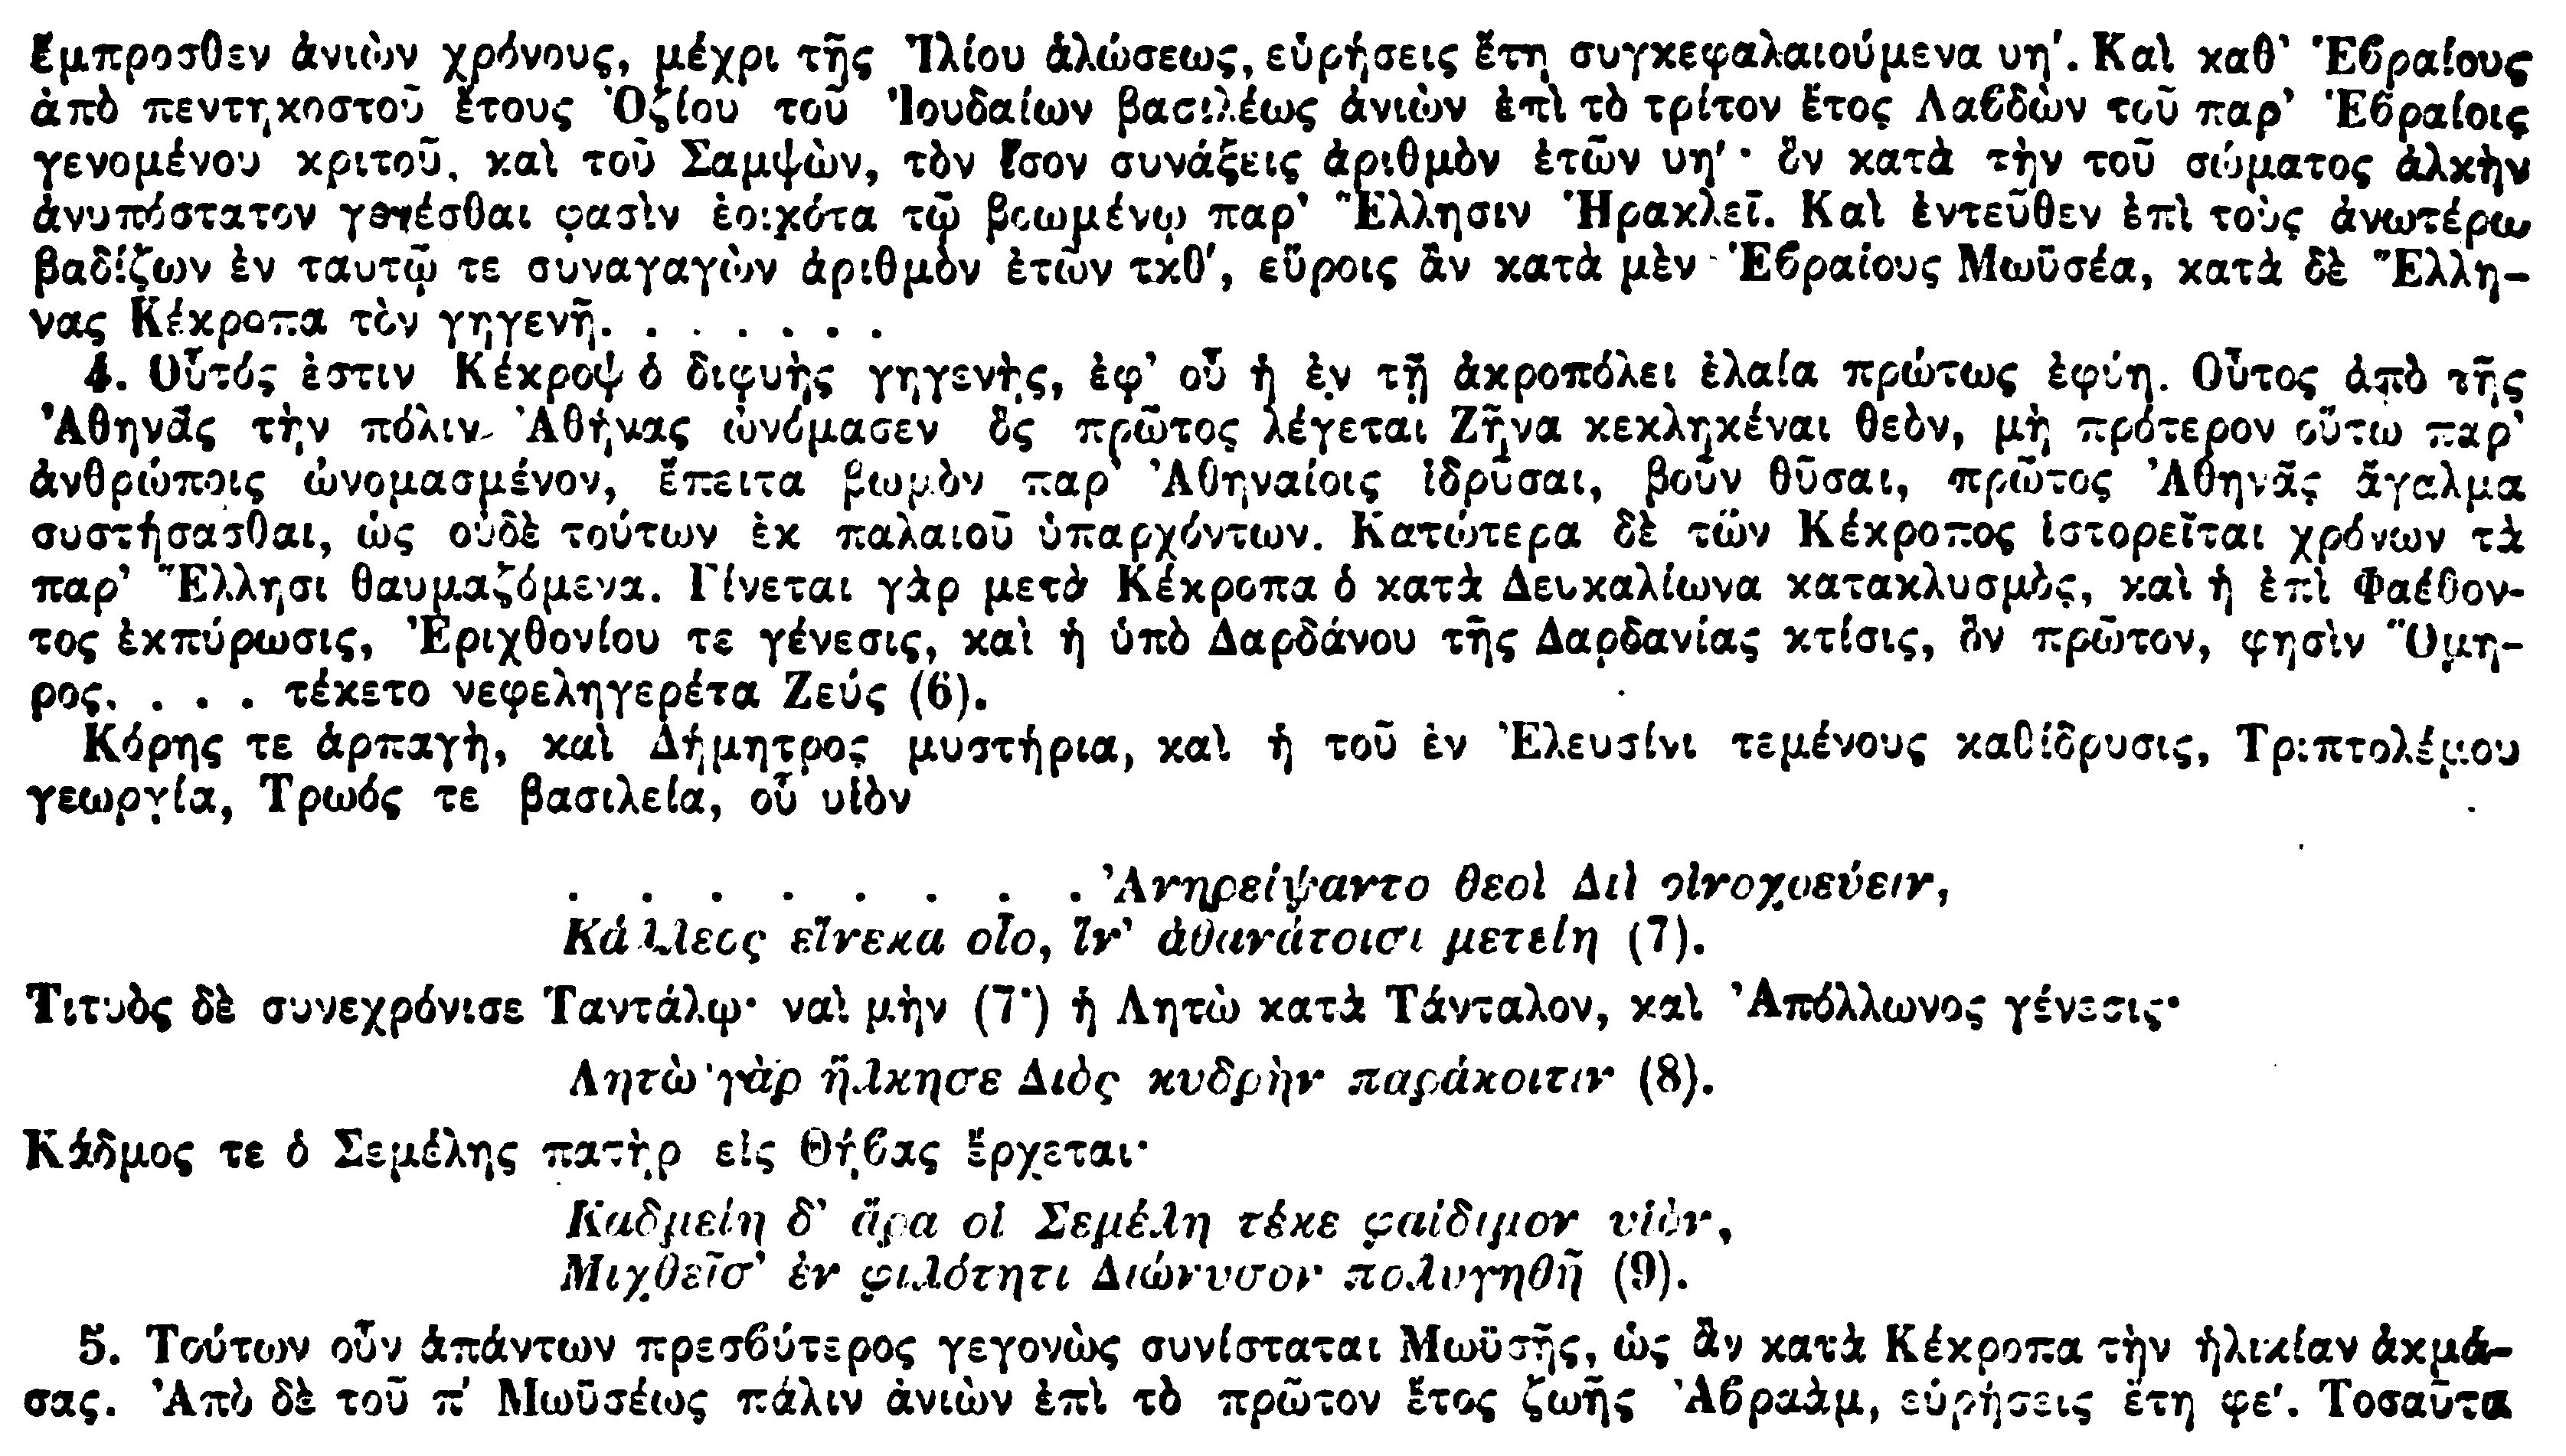 ἔμπροσθεν ἀνιὼν χρόνους, μέχρι τῆς Ἰλίου ἁλώσεως, εὑρήσεις ἔτη συγκεφαλαιούμενα υη'. Καὶ καθ' Ἑβραίους
ἀπὸ πεντηκοστοῦ ἔτους Ὀζίου τοῦ Ἰουδαίων βασιλέως ἀνιὼν ἐπὶ τὸ τρίτον ἔτος Λαβδὼν τοῦ παρ' Ἑβραίοις
γενομένου κριτοῦ, καὶ τοῦ Σαμψὼν, τὸν ἴσον συνάξεις ἀριθμὸν ἐτῶν υη'· ὃν κατὰ τὴν τοῦ σώματος ἀλκὴν
ἀνυπόστατον γενέσθαι φασὶν ἐοικότα τῷ βοωμένῳ παρ' Ἕλλησιν Ἡρακλεῖ. Καὶ ἐντεῦθεν ἐπὶ τοὺς ἀνωτέρω
βαδίζων ἐν ταυτῷ τε συναγαγὼν ἀριθμὸν ἐτῶν τκθ', εὕροις ἂν κατὰ μὲν Ἑβραίους Μωϋσέα, κατὰ δὲ Ἕλλη-
νας Κέκροπα τὸν γηγενῆ. . . . . . .
4. Οὗτός ἐστιν Κέκροψ ὁ διφυὴς γηγενὴς, ἐφ' οὗ ἡ ἐν τῇ ἀκροπόλει ἐλαία πρώτως ἐφύη. Οὗτος ἀπὸ τῆς
Ἀθηνᾶς τὴν πόλιν Ἀθήνας ὠνόμασεν ὃς πρῶτος λέγεται Ζῆνα κεκληκέναι θεὸν, μὴ πρότερον οὕτω παρ'
ἀνθρώποις ὠνομασμένον, ἔπειτα βωμὸν παρ' Ἀθηναίοις ἱδρῦσαι, βοῦν θῦσαι, πρῶτος Ἀθηνᾶς ἄγαλμα
συστήσασθαι, ὡς οὐδὲ τούτων ἐκ παλαιοῦ ὑπαρχόντων. Κατώτερα δὲ τῶν Κέκροπος ἱστορεῖται χρόνων τὰ
παρ' Ἕλλησι θαυμαζόμενα. Γίνεται γὰρ μετὰ Κέκροπα ὁ κατὰ Δευκαλίωνα κατακλυσμὸς, καὶ ἡ ἐπὶ Φαέθον-
τος ἐκπύρωσις, Ἐριχθονίου τε γένεσις, καὶ ἡ ὑπὸ Δαρδάνου τῆς Δαρδανίας κτίσις, ὃν πρῶτον, φησὶν Ὅμη-
ρος. . . . τέκετο νεφεληγερέτα Ζεύς (6).
Κόρης τε ἁρπαγὴ, καὶ Δήμητρος μυστήρια, καὶ ἡ τοῦ ἐν Ἐλευσίνι τεμένους καθίδρυσις, Τριπτολέμου
γεωργία, Τρωός τε βασιλεία, οὗ υἱὸν
. . . . . . . . Ἀνηρείψαντο θεοὶ Διὶ οἰνοχοεύειν,
Κάλλεος εἵνεκα οἷο, ἵν' ἀθανάτοισι μετείη (7).
Τιτυὸς δὲ συνεχρόνισε Ταντάλῳ· ναὶ μὴν (7*) ἡ Λητὼ κατὰ Τάνταλον, καὶ Ἀπόλλωνος γένεσις·
Λητὼ γὰρ ἥλκησε Διὸς κυδρὴν παράκοιτιν (8).
Κάδμος τε ὁ Σεμέλης πατὴρ εἰς Θήβας ἔρχεται·
Καδμείη δ' ἄρα οἱ Σεμέλη τέκε φαίδιμον υἱὸν,
Μιχθεῖσ' ἐν φιλότητι Διώνυσον πολυγηθῆ (9).
5. Τούτων οὖν ἁπάντων πρεσβύτερος γεγονὼς συνίσταται Μωϋσῆς, ὡς ἂν κατὰ Κέκροπα τὴν ἡλικίαν ἀκμά-
σας. Ἀπὸ δὲ τοῦ π' Μωϋσέως πάλιν ἀνιὼν ἐπὶ τὸ πρῶτον ἔτος ζωῆς Ἀβραὰμ, εὑρήσεις ἔτη φε'. Τοσαῦτα